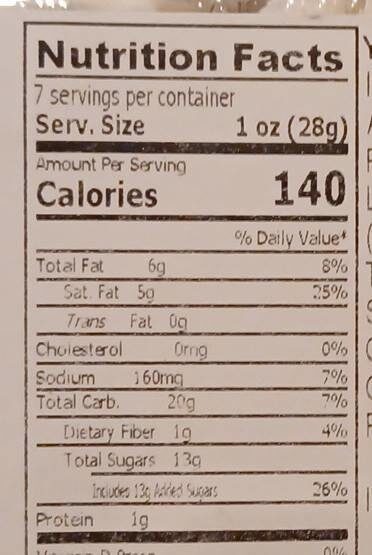 Nutrition Facts
7 servings per container
Serv. Size 1 oz (28g)
Amount Per Serving
Calories 140
% Daily Value*
Total Fat 6g 8%
Sat. Fat 5g 25%
Trans Fat 0g
Cholesterol 0mg 0%
Sodium 160mg 7%
Total Carb. 20g 7%
Dietary Fiber 1g 4%
Total Sugars 13g
Includes 13g Added Sugars 26%
Protein 1g